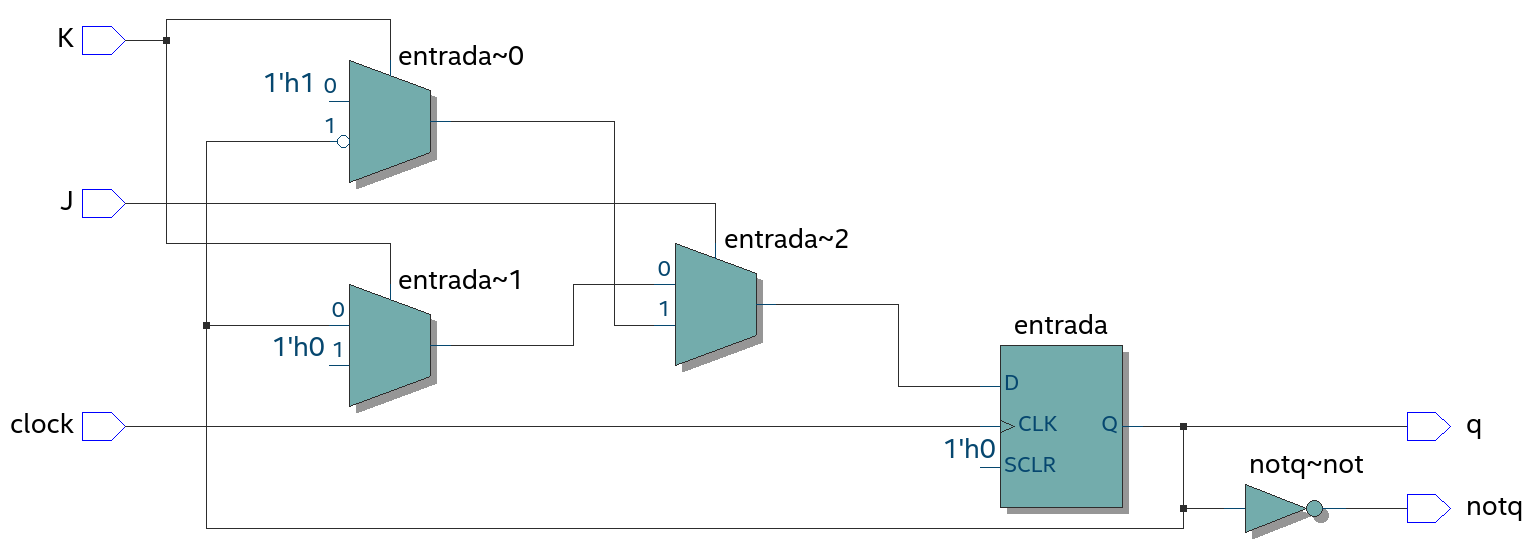 K
entrada~0
1'h1 0
1
J
entrada~2
0
1
entrada~1
0
1'h0 1
entrada
D
clock
CLK
Q
q
1'h0
SCLR
notq~not
notq